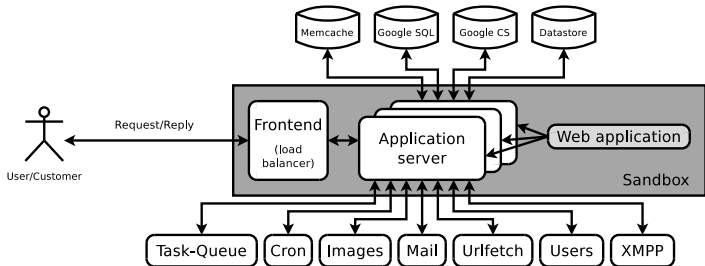 Memcache
Google SQL
Google CS
Datastore
Request/Reply
User/Customer
Frontend
(load
balancer)
Application
server
Web application
Sandbox
Task-Queue
Cron
Images
Mail
Urlfetch
Users
XMPP